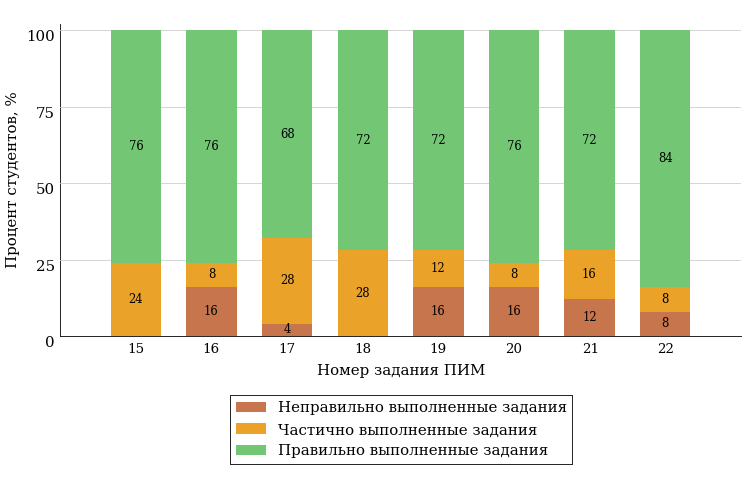 Процент студентов, %
100
75
50
25
0
76 76 68 72 72 76 72 84
24 8 28 28 12 8 16 8
16 4 16 16 12 8
15 16 17 18 19 20 21 22
Номер задания ПИМ
Неправильно выполненные задания
Частично выполненные задания
Правильно выполненные задания